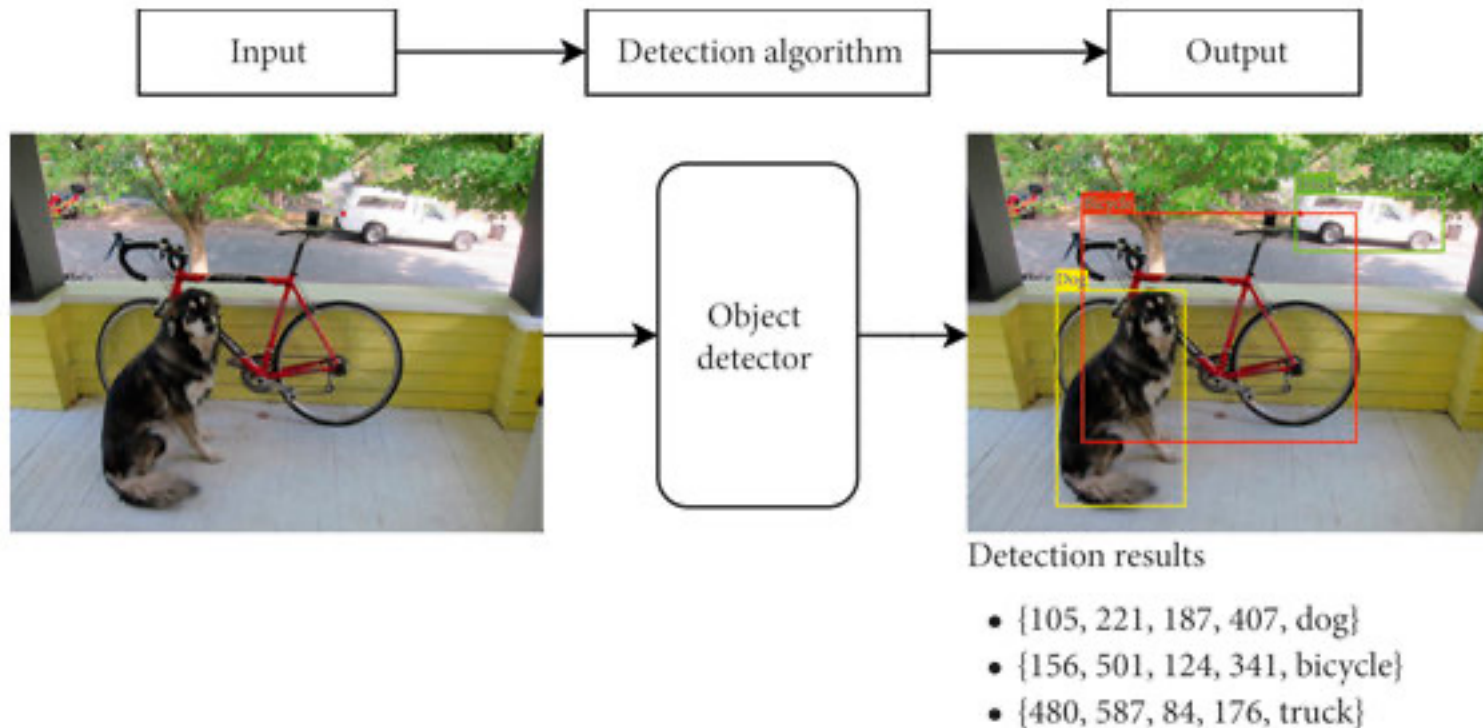 Input
Detection algorithm
Output
Bicycle
Dog
Object
detector
Detection results
• {105, 221, 187, 407, dog}
• {156, 501, 124, 341, bicycle}
• {480, 587, 84, 176, truck}